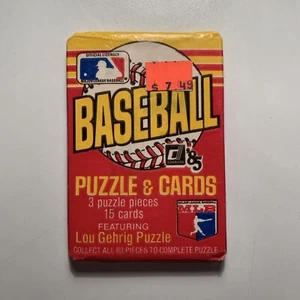 $7.49
BASEBALL
'85
PUZZLE & CARDS
3 puzzle pieces
15 cards
FEATURING
MLB
Lou Gehrig Puzzle
COLLECT ALL 63 PIECES TO COMPLETE PUZZLE